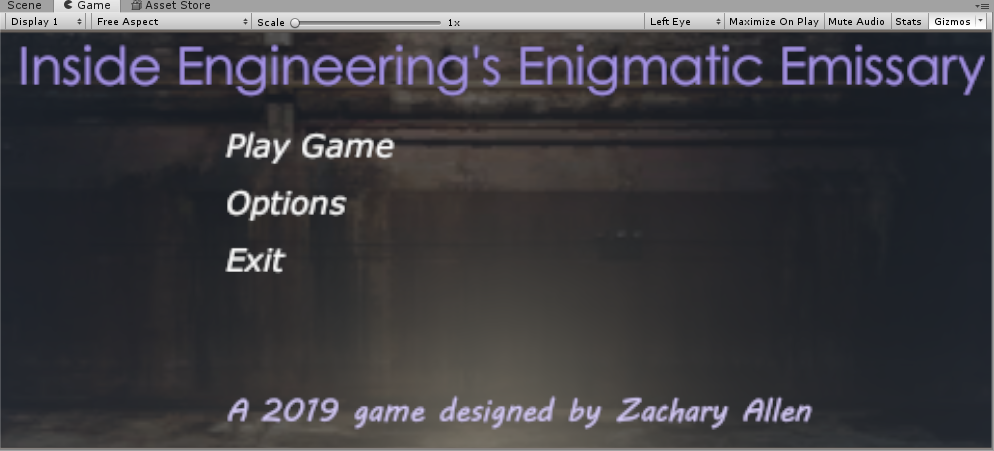 Scene Game Asset Store
Display 1 Free Aspect Scale 1x Left Eye Maximize On Play Mute Audio Stats Gizmos
Inside Engineering's Enigmatic Emissary
Play Game
Options
Exit
A 2019 game designed by Zachary Allen